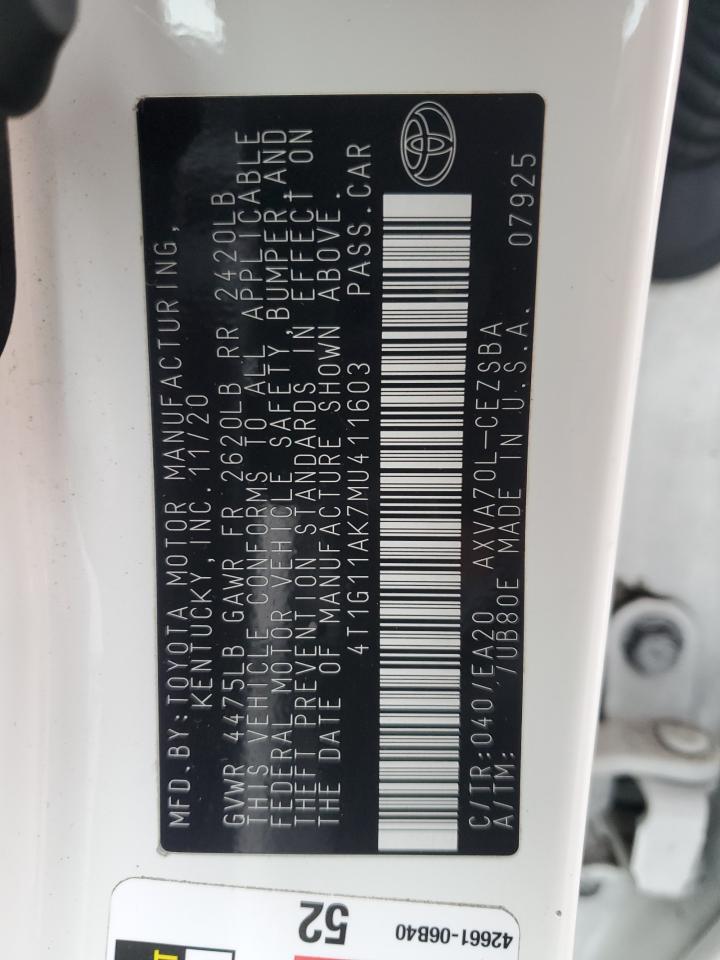 MFD.BY:TOYOTA MOTOR MANUFACTURING,
KENTUCKY, INC. 11/20
GVWR 4475LB GAWR FR 2620LB RR 2420LB
THIS VEHICLE CONFORMS TO ALL APPLICABLE
FEDERAL MOTOR VEHICLE SAFETY,BUMPER,AND
THEFT PREVENTION STANDARDS IN EFFECT ON
THE DATE OF MANUFACTURE SHOWN ABOVE.
4T1G11AK7MU411603 PASS.CAR
C/TR:040/EA20 AXVA70L-CEZSBA 07925
A/TM: /UB80E MADE IN U.S.A.
52
42661-06B40